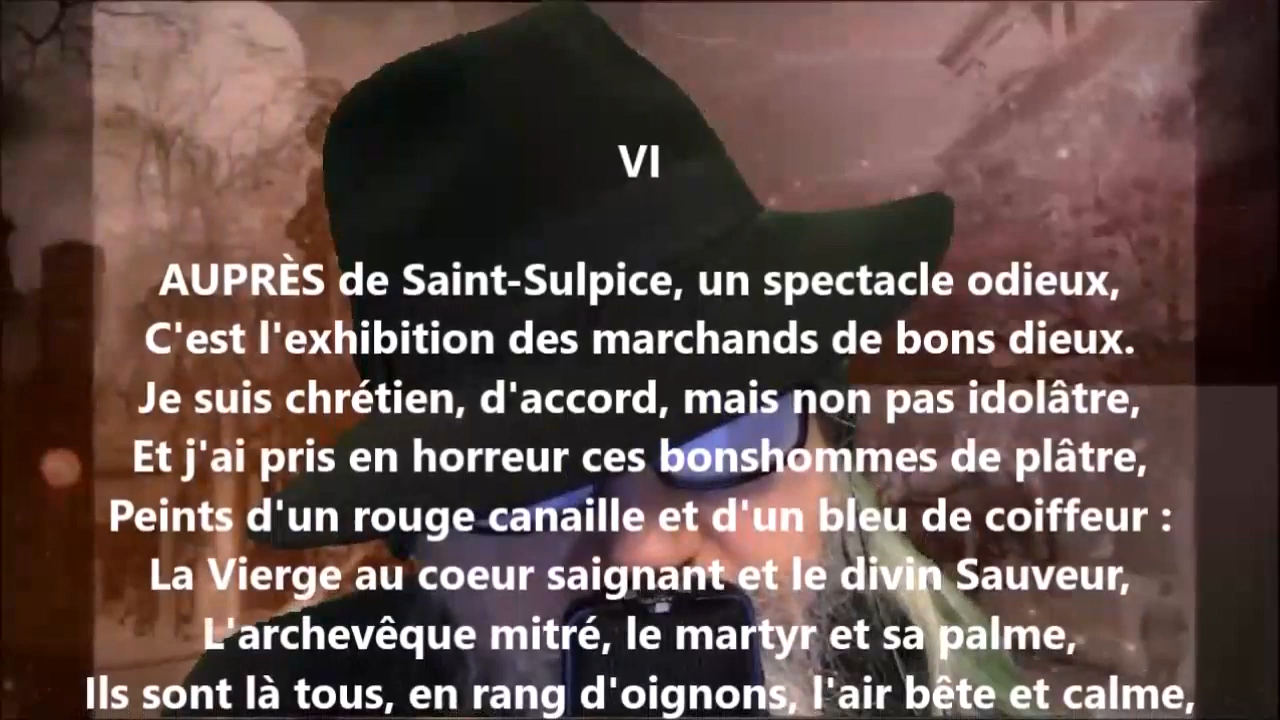 VI
AUPRÈS de Saint-Sulpice, un spectacle odieux,
C'est l'exhibition des marchands de bons dieux.
Je suis chrétien, d'accord, mais non pas idolâtre,
Et j'ai pris en horreur ces bonshommes de plâtre,
Peints d'un rouge canaille et d'un bleu de coiffeur :
La Vierge au coeur saignant et le divin Sauveur,
L'archevêque mitré, le martyr et sa palme,
Ils sont là tous, en rang d'oignons, l'air bête et calme,